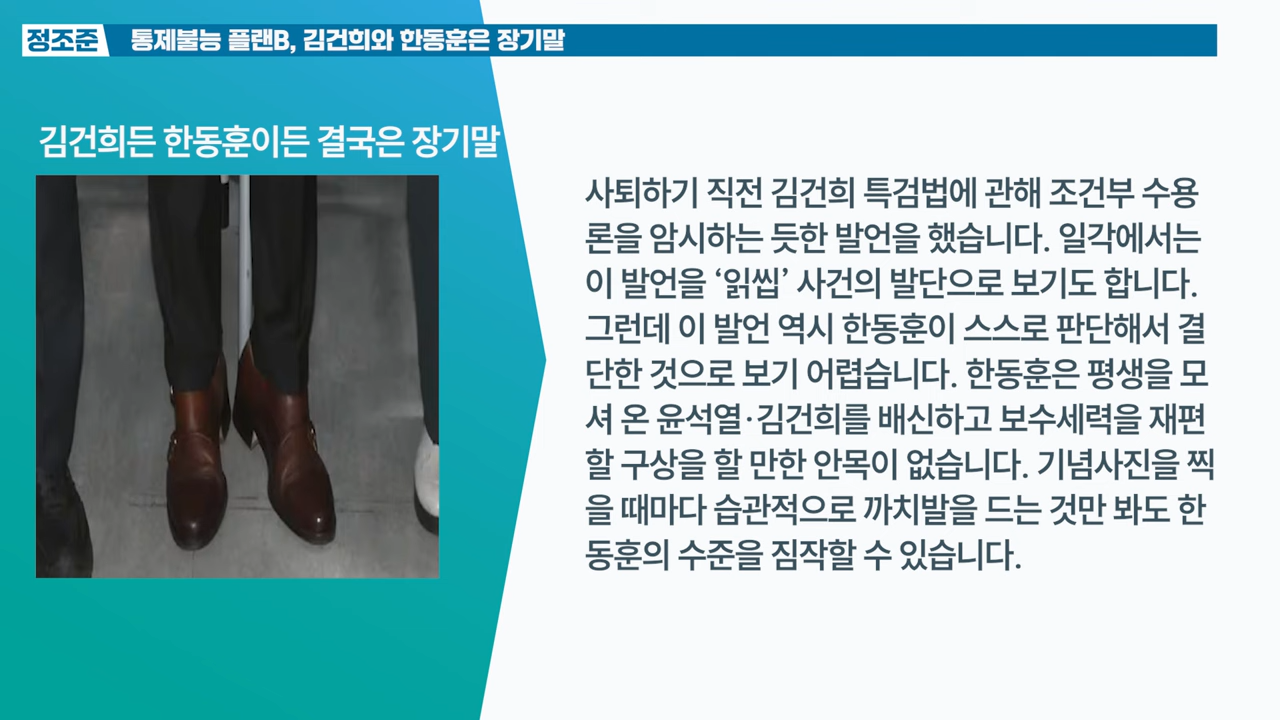 정조준
통제불능 플랜B, 김건희와 한동훈은 장기말
김건희든 한동훈이든 결국은 장기말
사퇴하기 직전 김건희 특검법에 관해 조건부 수용
론을 암시하는 듯한 발언을 했습니다. 일각에서는
이 발언을 ‘읽씹’ 사건의 발단으로 보기도 합니다.
그런데 이 발언 역시 한동훈이 스스로 판단해서 결
단한 것으로 보기 어렵습니다. 한동훈은 평생을 모
셔 온 윤석열·김건희를 배신하고 보수세력을 재편
할 구상을 할 만한 안목이 없습니다. 기념사진을 찍
을 때마다 습관적으로 까치발을 드는 것만 봐도 한
동훈의 수준을 짐작할 수 있습니다.